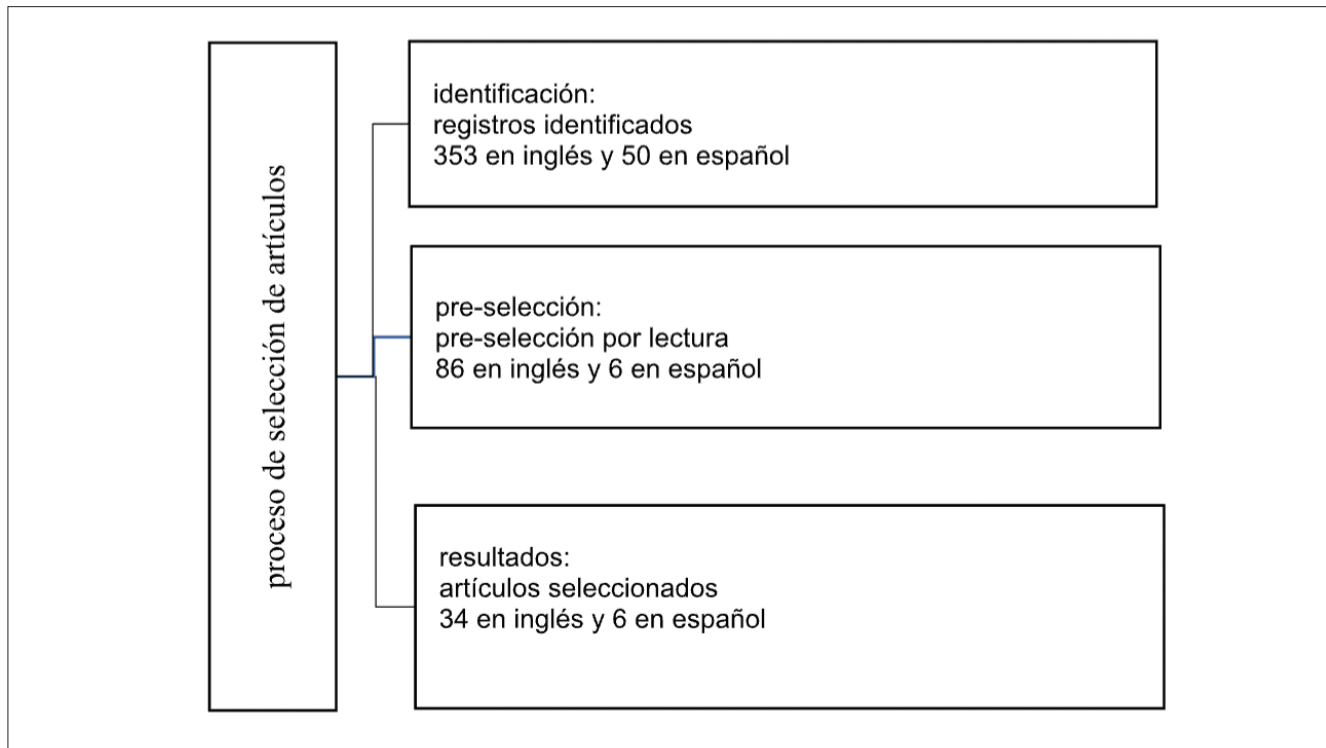 proceso de selección de artículos
identificación:
registros identificados
353 en inglés y 50 en español
pre-selección:
pre-selección por lectura
86 en inglés y 6 en español
resultados:
artículos seleccionados
34 en inglés y 6 en español